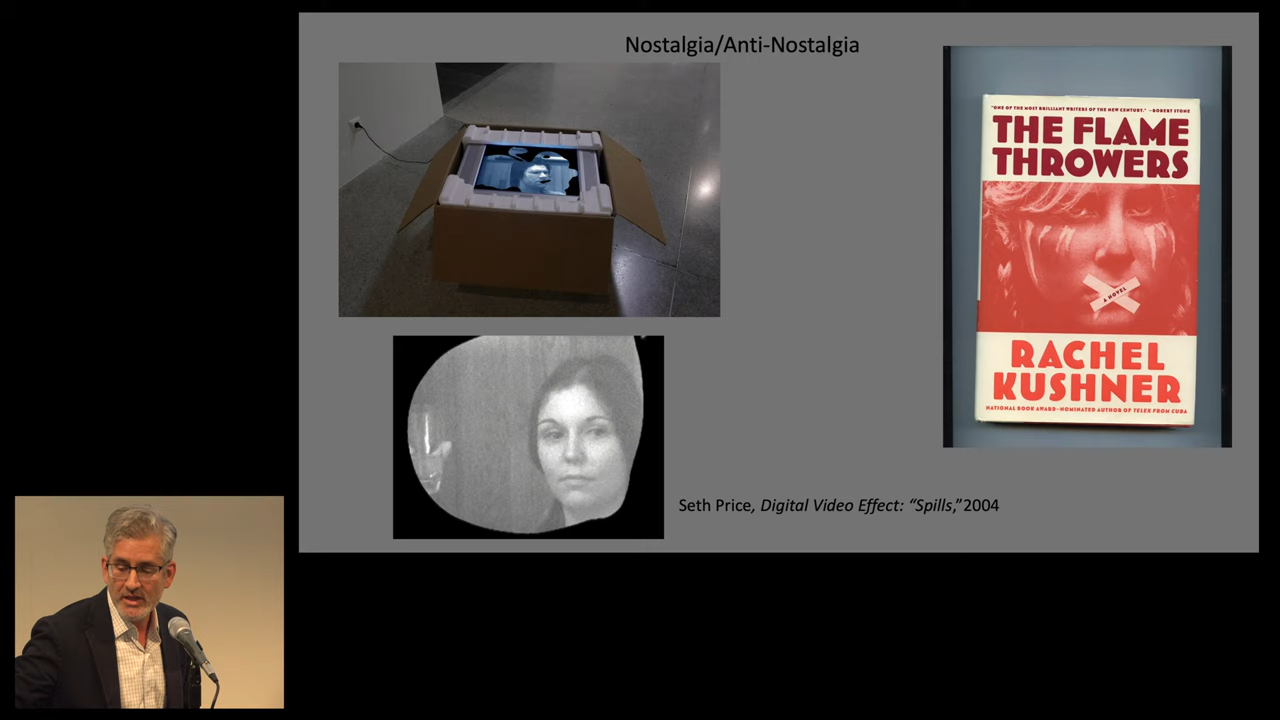 Nostalgia/Anti-Nostalgia
"ONE OF THE MOST BRILLIANT WRITERS OF THE NEW CENTURY." —ROBERT STONE
THE FLAME
THROWERS
A NOVEL
RACHEL
KUSHNER
NATIONAL BOOK AWARD–NOMINATED AUTHOR OF TELEX FROM CUBA
Seth Price, Digital Video Effect: “Spills,”2004